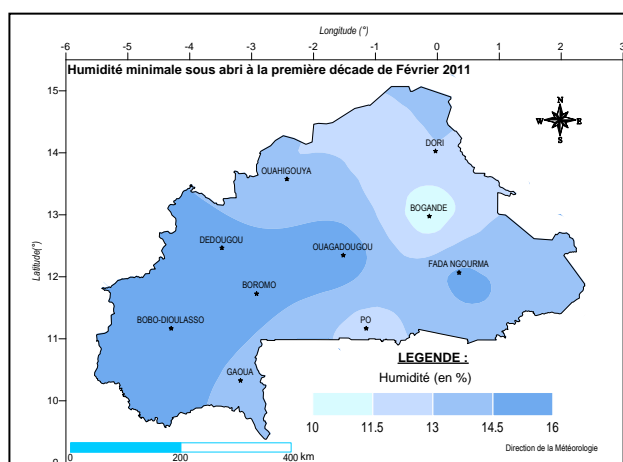 Longitude (°)
-6 -5 -4 -3 -2 -1 0 1 2 3
Humidité minimale sous abri à la première décade de Février 2011
15
N
W E
S
DORI
14
OUAHIGOUYA
BOGANDE
13
DEDOUGOU
OUAGADOUGOU
FADA NGOURMA
Latitude(°)
12
BOROMO
BOBO-DIOULASSO
PO
11
LEGENDE :
GAOUA
Humidité (en %)
10
10 11.5 13 14.5 16
Direction de la Météorologie
0 200 400 km